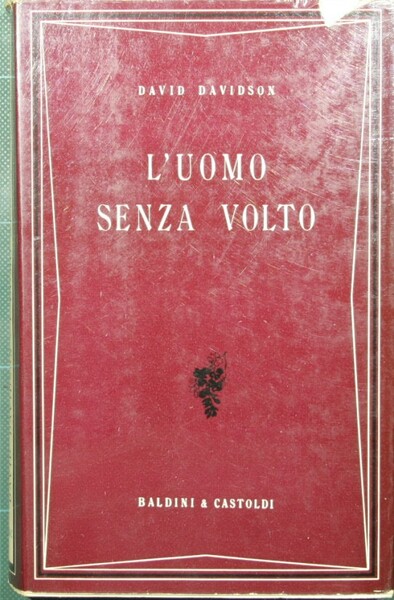 DAVID DAVIDSON
L'UOMO
SENZA VOLTO
BALDINI & CASTOLDI